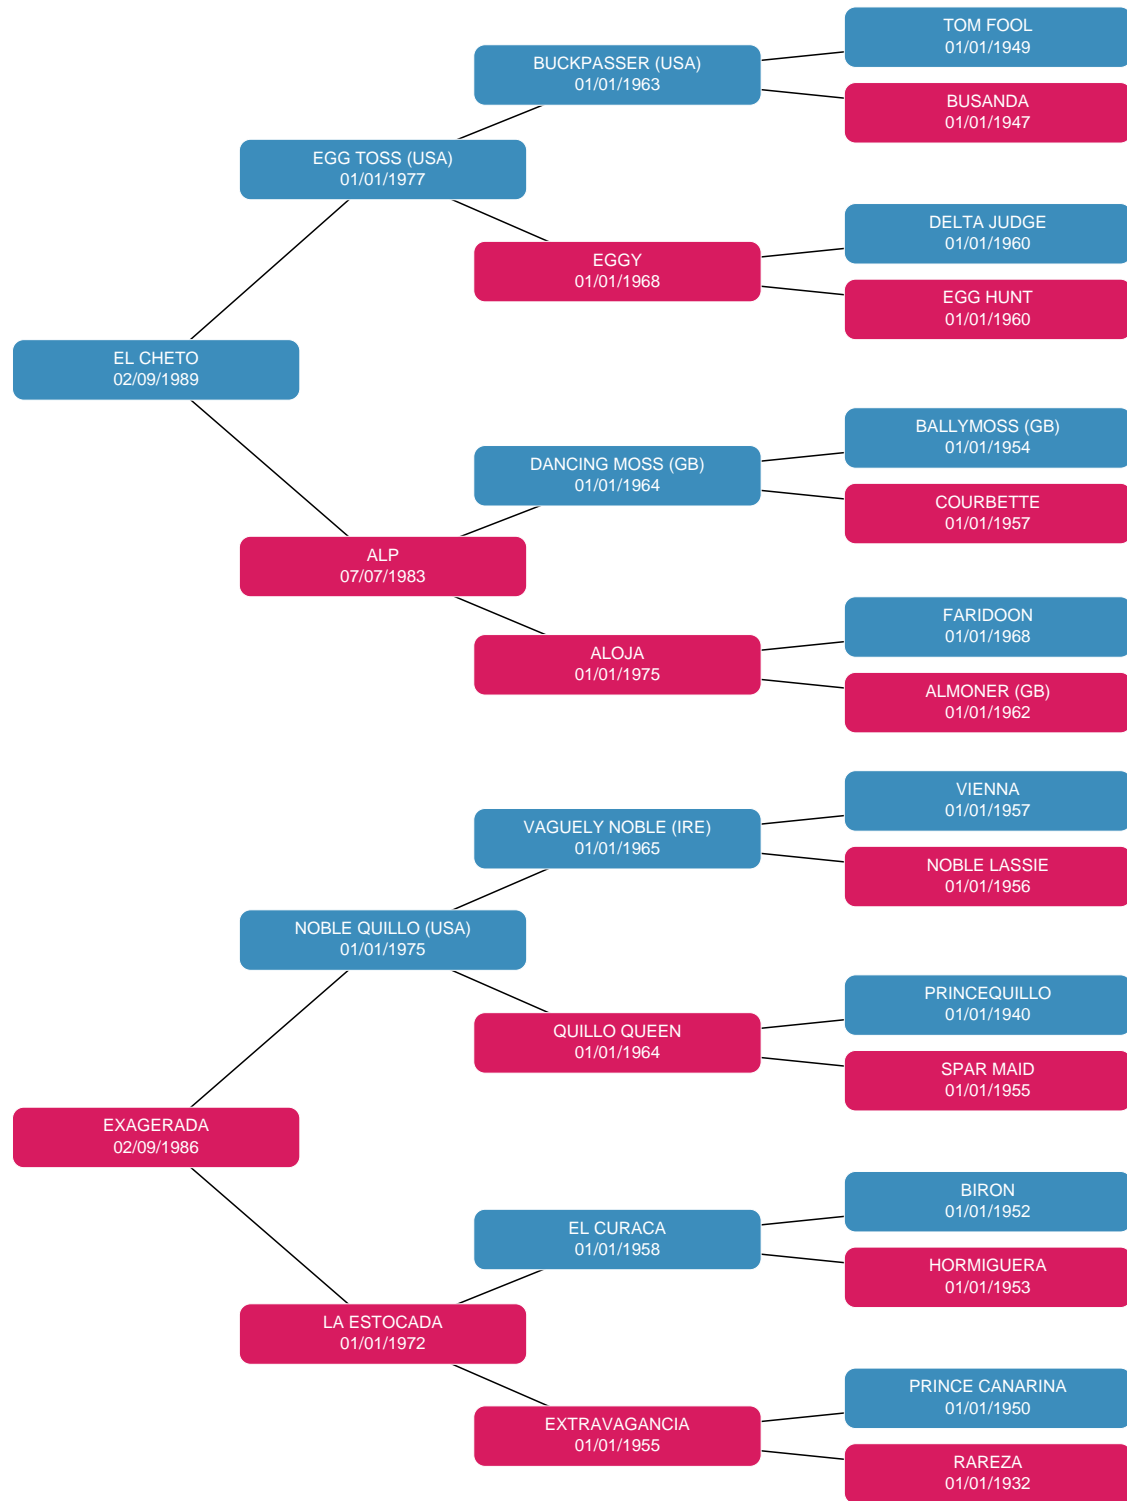 TOM FOOL
01/01/1949
BUCKPASSER (USA)
01/01/1963
BUSANDA
01/01/1947
EGG TOSS (USA)
01/01/1977
DELTA JUDGE
01/01/1960
EGGY
01/01/1968
EGG HUNT
01/01/1960
EL CHETO
02/09/1989
BALLYMOSS (GB)
01/01/1954
DANCING MOSS (GB)
01/01/1964
COURBETTE
01/01/1957
ALP
07/07/1983
FARIDOON
01/01/1968
ALOJA
01/01/1975
ALMONER (GB)
01/01/1962
VIENNA
01/01/1957
VAGUELY NOBLE (IRE)
01/01/1965
NOBLE LASSIE
01/01/1956
NOBLE QUILLO (USA)
01/01/1975
PRINCEQUILLO
01/01/1940
QUILLO QUEEN
01/01/1964
SPAR MAID
01/01/1955
EXAGERADA
02/09/1986
BIRON
01/01/1952
EL CURACA
01/01/1958
HORMIGUERA
01/01/1953
LA ESTOCADA
01/01/1972
PRINCE CANARINA
01/01/1950
EXTRAVAGANCIA
01/01/1955
RAREZA
01/01/1932